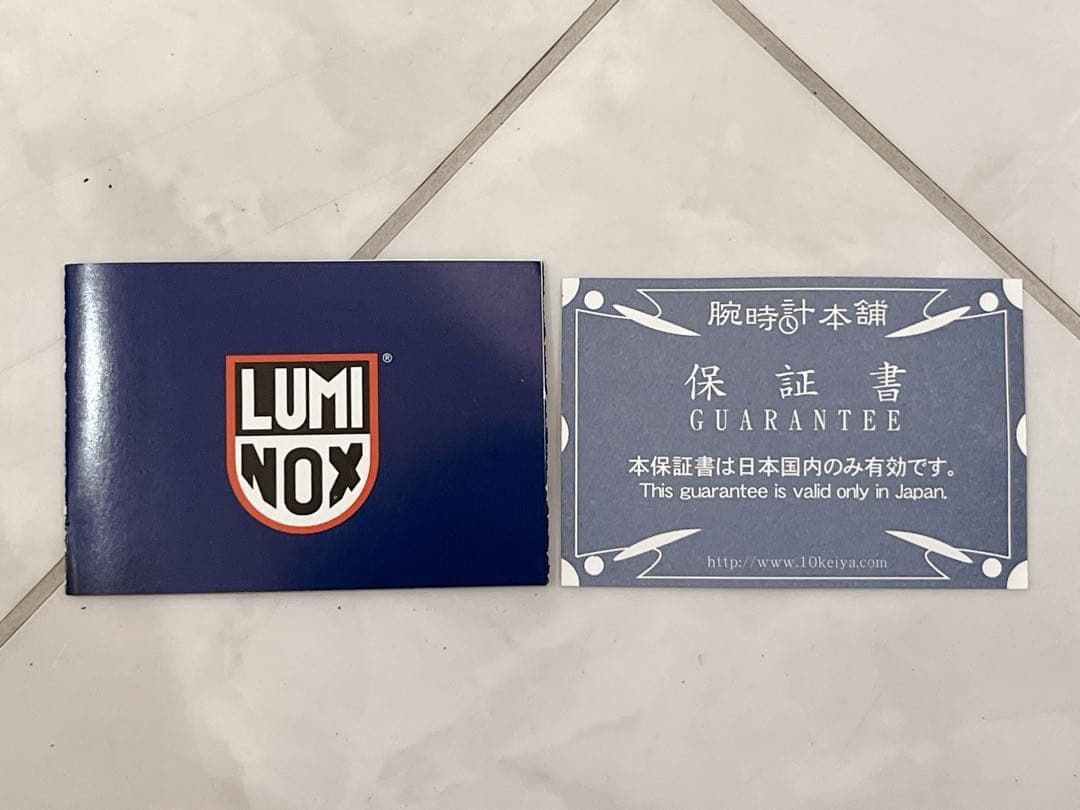 LUMI
NOX
®
腕時計本舗
保証書
GUARANTEE
本保証書は日本国内のみ有効です。
This guarantee is valid only in Japan.
http://www.10keiya.com